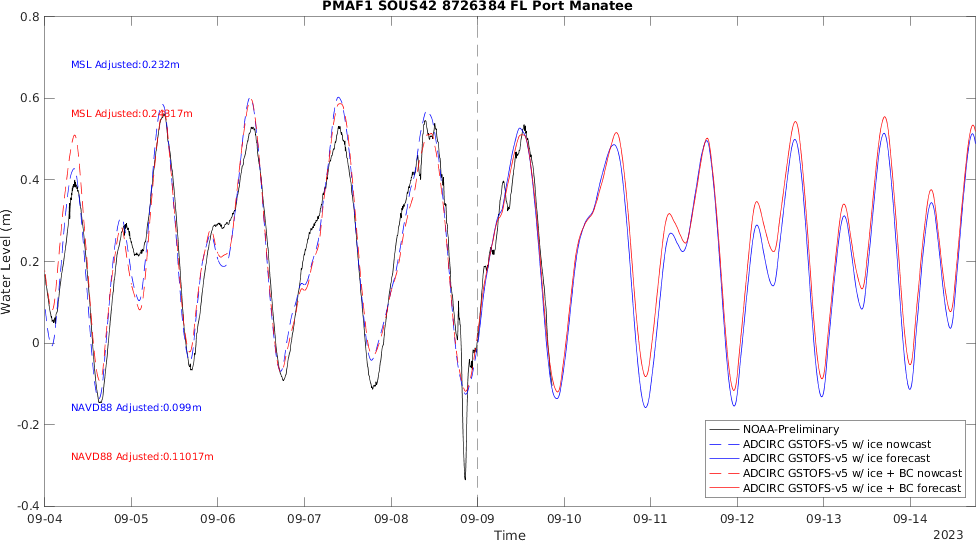 PMAF1 SOUS42 8726384 FL Port Manatee
0.8
0.6
0.4
0.2
0
-0.2
-0.4
Water Level (m)
MSL Adjusted:0.232m
MSL Adjusted:0.24817m
NAVD88 Adjusted:0.099m
NAVD88 Adjusted:0.11017m
NOAA-Preliminary
ADCIRC GSTOFS-v5 w/ ice nowcast
ADCIRC GSTOFS-v5 w/ ice forecast
ADCIRC GSTOFS-v5 w/ ice + BC nowcast
ADCIRC GSTOFS-v5 w/ ice + BC forecast
09-04 09-05 09-06 09-07 09-08 09-09 09-10 09-11 09-12 09-13 09-14
Time
2023